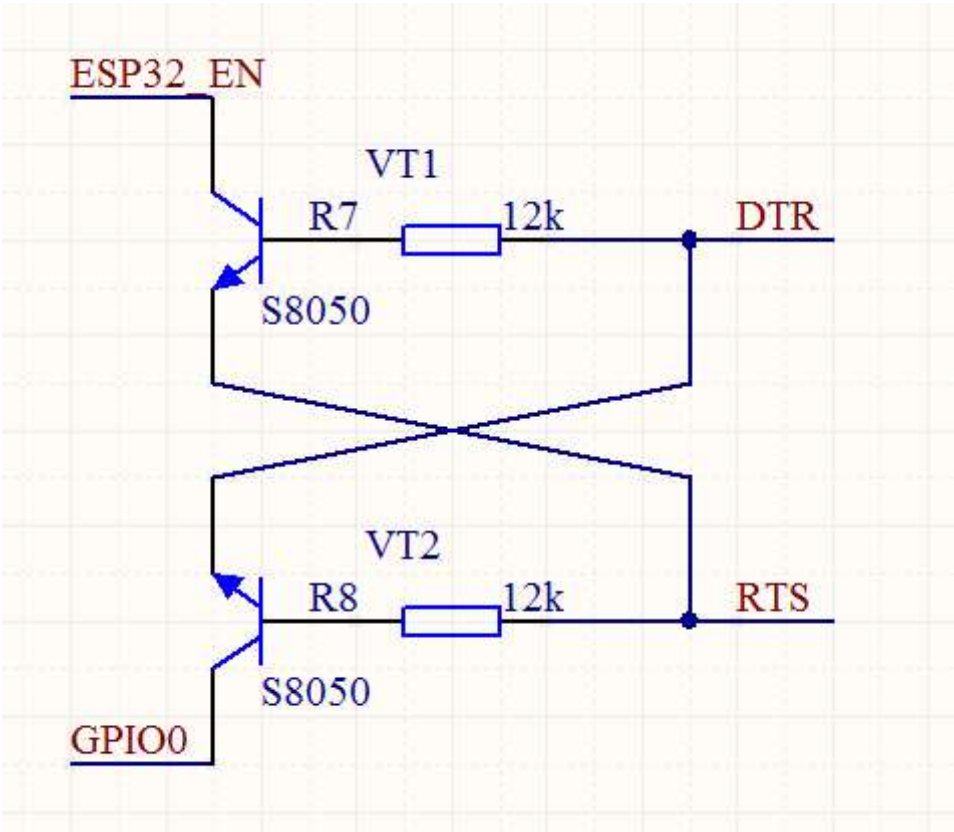 ESP32_EN
VT1
R7 12k DTR
S8050
VT2
R8 12k RTS
S8050
GPIO0